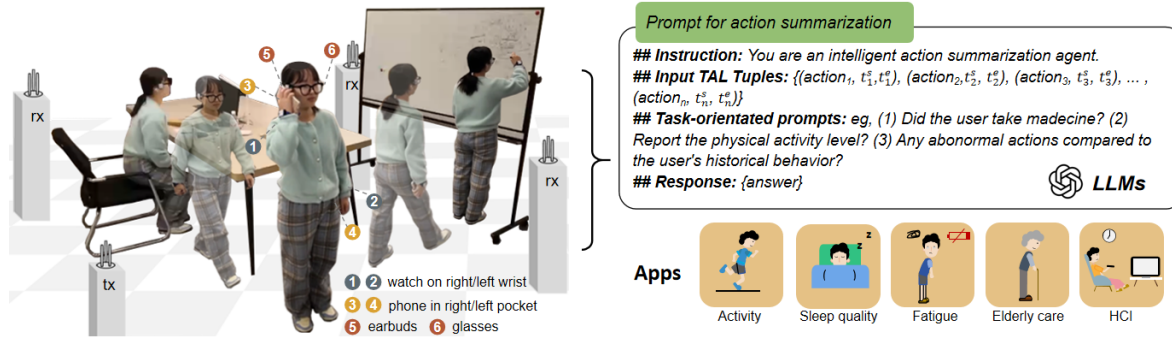 rx
rx
rx
tx
5
6
3
1
2
4
1 2 watch on right/left wrist
3 4 phone in right/left pocket
5 earbuds 6 glasses
Prompt for action summarization
## Instruction: You are an intelligent action summarization agent.
## Input TAL Tuples: {(action₁, t₁ˢ,t₁ᵉ), (action₂,t₂ˢ, t₂ᵉ), (action₃, t₃ˢ, t₃ᵉ), ... ,
(actionₙ, tₙˢ, tₙᵉ)}
## Task-orientated prompts: eg, (1) Did the user take madecine? (2)
Report the physical activity level? (3) Any abonormal actions compared to
the user's historical behavior?
## Response: {answer}
LLMs
Apps
z
z
Activity
Sleep quality
Fatigue
Elderly care
HCI